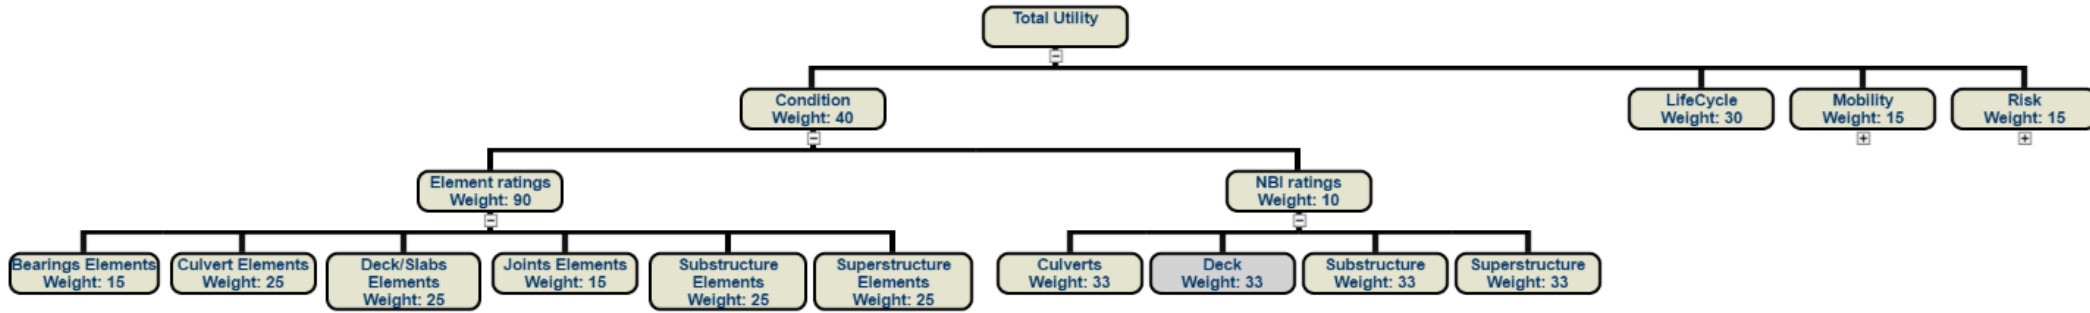 Total Utility
Condition
Weight: 40
LifeCycle
Weight: 30
Mobility
Weight: 15
Risk
Weight: 15
Element ratings
Weight: 90
NBI ratings
Weight: 10
Bearings Elements
Weight: 15
Culvert Elements
Weight: 25
Deck/Slabs
Elements
Weight: 25
Joints Elements
Weight: 15
Substructure
Elements
Weight: 25
Superstructure
Elements
Weight: 25
Culverts
Weight: 33
Deck
Weight: 33
Substructure
Weight: 33
Superstructure
Weight: 33